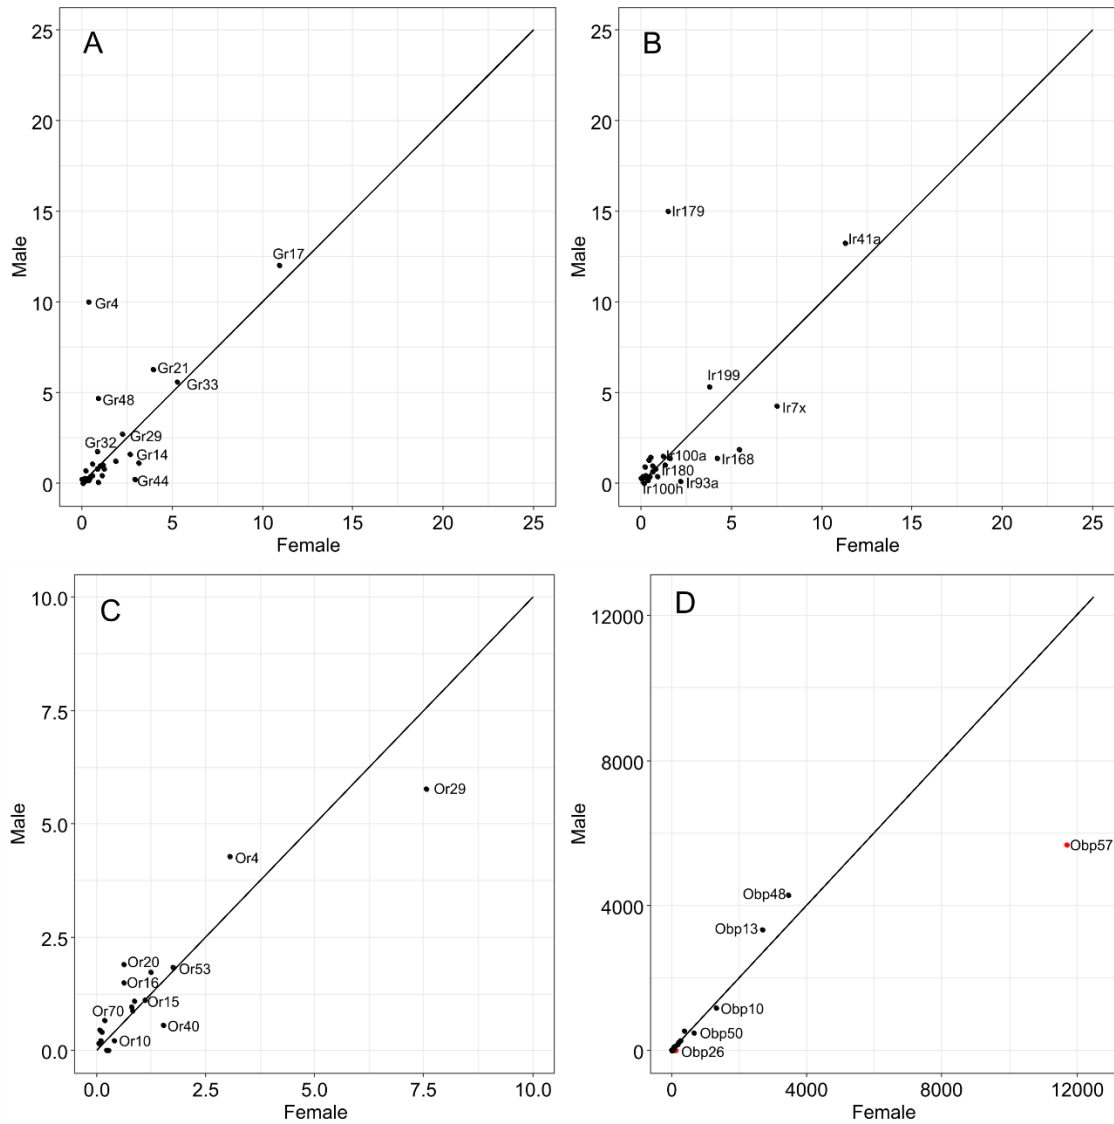 A
25
20
15
10
5
0
Male
Gr17
Gr4
Gr21
Gr33
Gr48
Gr29
Gr32
Gr14
Gr44
0 5 10 15 20 25
Female
B
25
20
15
10
5
0
Male
Ir179
Ir41a
Ir199
Ir7x
Ir100a
Ir168
Ir180
Ir93a
Ir100h
0 5 10 15 20 25
Female
C
10.0
7.5
5.0
2.5
0.0
Male
Or29
Or4
Or20
Or53
Or16
Or15
Or70
Or40
Or10
0.0 2.5 5.0 7.5 10.0
Female
D
12000
8000
4000
0
Male
Obp57
Obp48
Obp13
Obp10
Obp50
Obp26
0 4000 8000 12000
Female